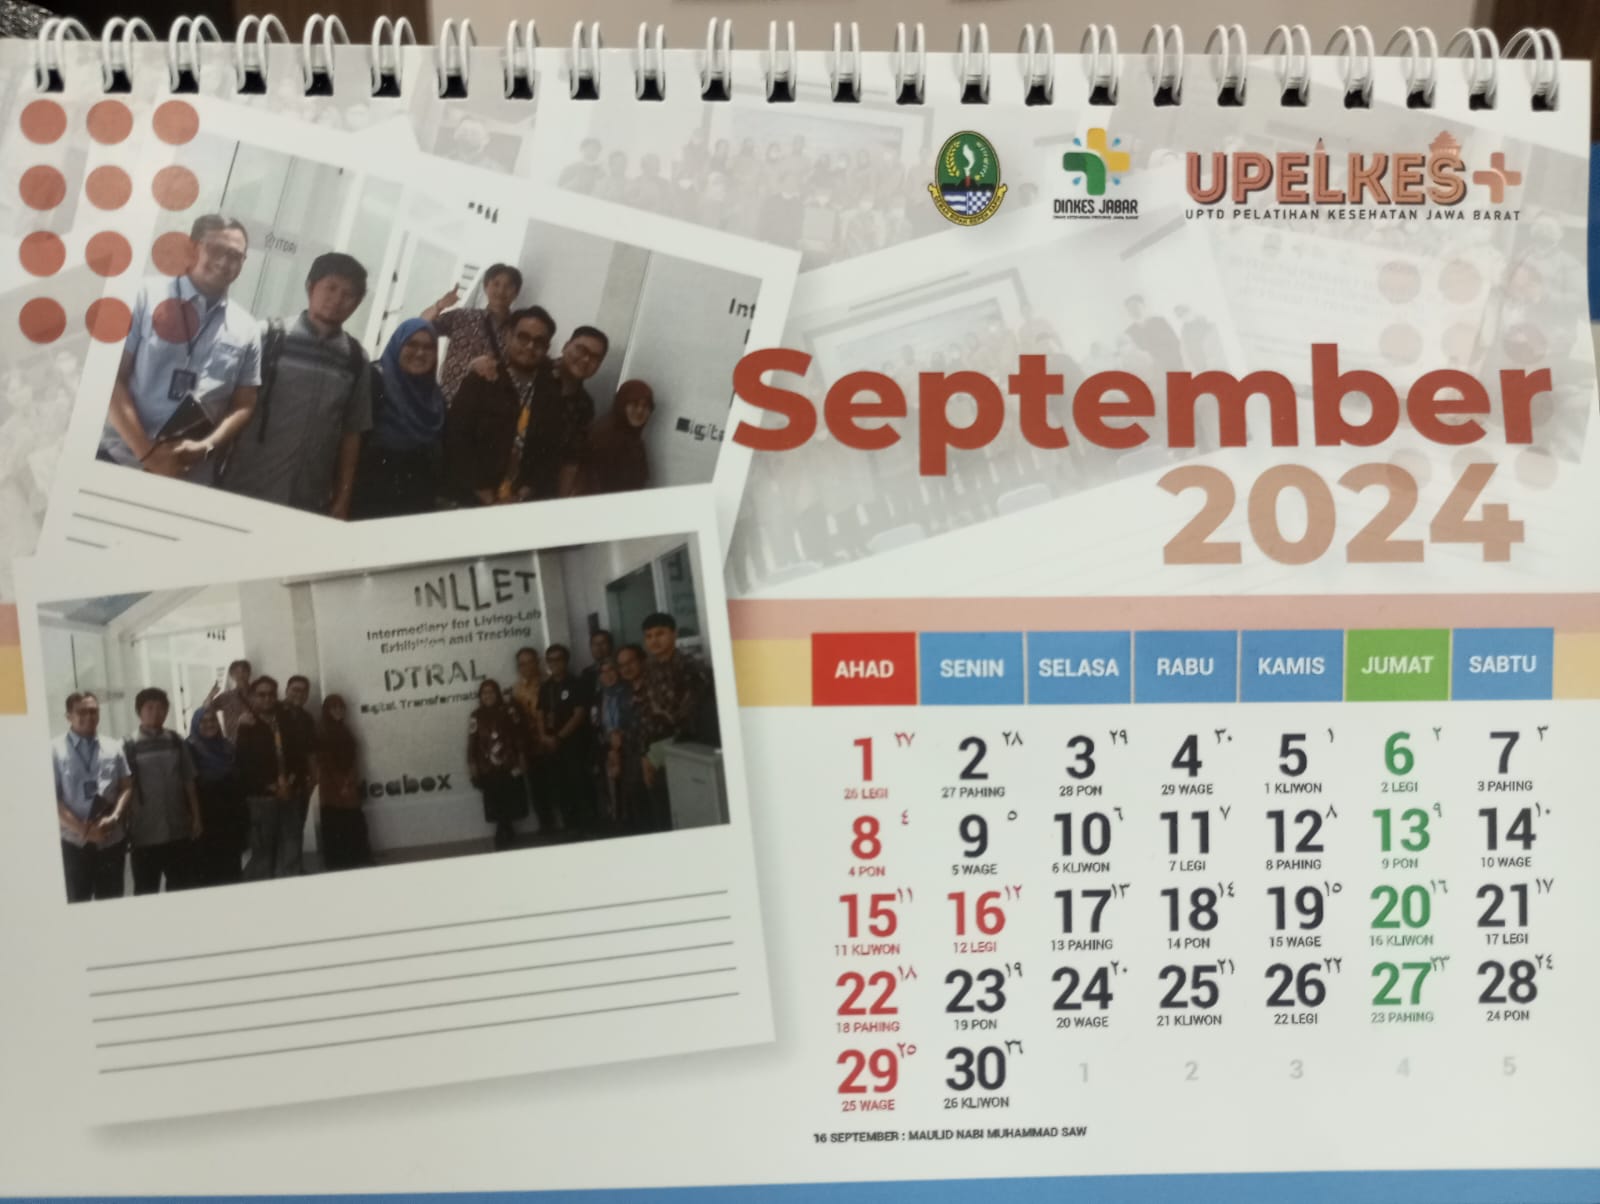 DINKES JABAR
UPELKES+
UPTD PELATIHAN KESEHATAN JAWA BARAT
September
2024
INLLET
Intermediary for Living-Lab
Exhibition and Tracking
DTRAL
AHAD SENIN SELASA RABU KAMIS JUMAT SABTU
1 ٢٧ 2 ٢٨ 3 ٢٩ 4 ٣٠ 5 ١ 6 ٢ 7 ٣
26 LEGI 27 PAHING 28 PON 29 WAGE 1 KLIWON 2 LEGI 3 PAHING
8 ٤ 9 ٥ 10 ٦ 11 ٧ 12 ٨ 13 ٩ 14 ١٠
4 PON 5 WAGE 6 KLIWON 7 LEGI 8 PAHING 9 PON 10 WAGE
15 ١١ 16 ١٢ 17 ١٣ 18 ١٤ 19 ١٥ 20 ١٦ 21 ١٧
11 KLIWON 12 LEGI 13 PAHING 14 PON 15 WAGE 16 KLIWON 17 LEGI
22 ١٨ 23 ١٩ 24 ٢٠ 25 ٢١ 26 ٢٢ 27 ٢٣ 28 ٢٤
18 PAHING 19 PON 20 WAGE 21 KLIWON 22 LEGI 23 PAHING 24 PON
29 ٢٥ 30 ٢٦ 1 2 3 4 5
25 WAGE 26 KLIWON
16 SEPTEMBER : MAULID NABI MUHAMMAD SAW